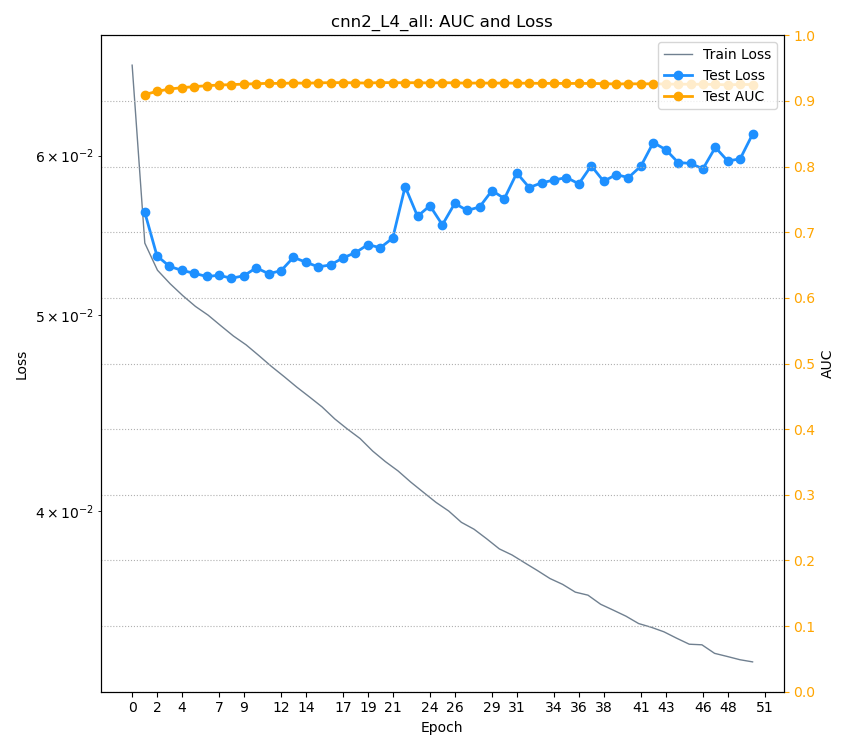 cnn2_L4_all: AUC and Loss
Train Loss
Test Loss
Test AUC
Loss
6 × 10⁻²
5 × 10⁻²
4 × 10⁻²
1.0
0.9
0.8
0.7
0.6
0.5
0.4
0.3
0.2
0.1
0.0
AUC
0 2 4 7 9 12 14 17 19 21 24 26 29 31 34 36 38 41 43 46 48 51
Epoch